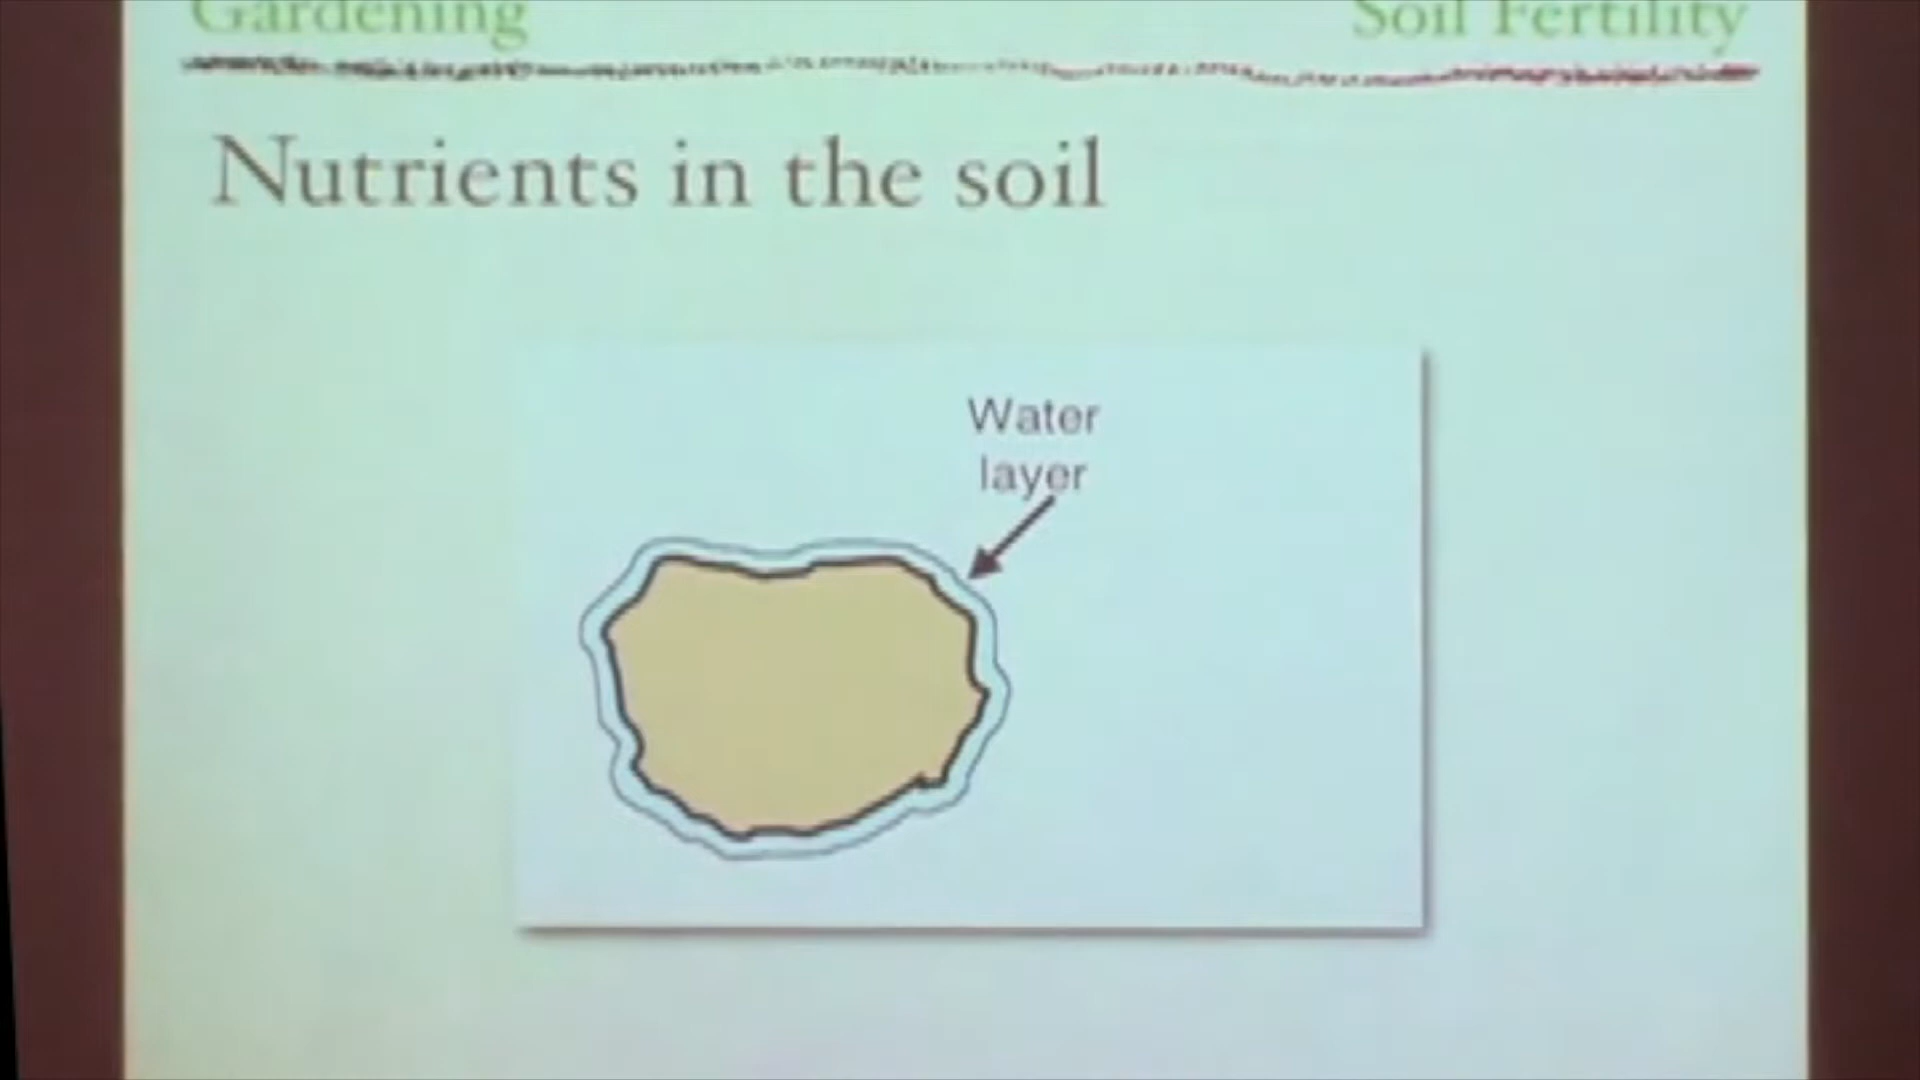 Gardening
Soil Fertility
Nutrients in the soil
Water
layer